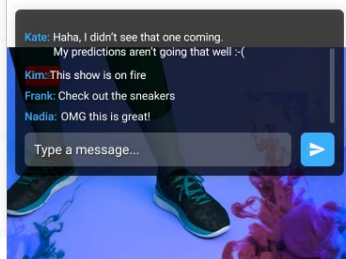 Kate: Haha, I didn't see that one coming.
My predictions aren't going that well :-(
Kim: This show is on fire
Frank: Check out the sneakers
Nadia: OMG this is great!
Type a message...